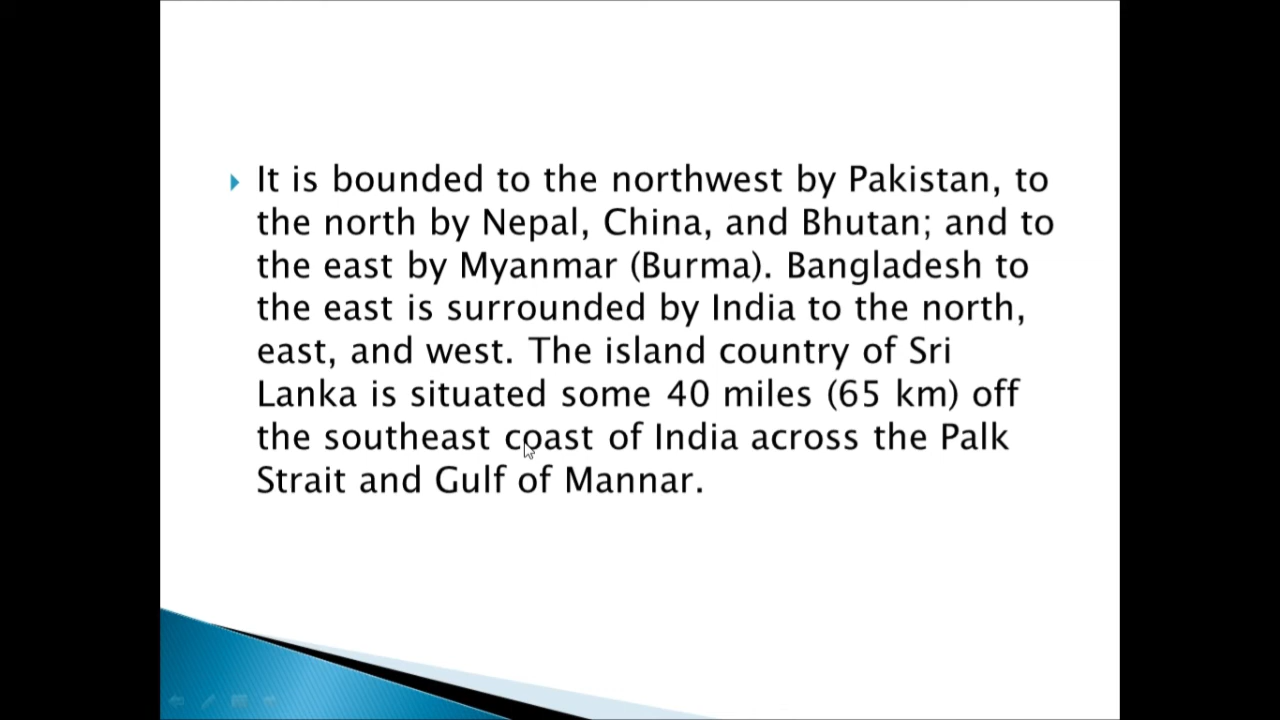 It is bounded to the northwest by Pakistan, to
the north by Nepal, China, and Bhutan; and to
the east by Myanmar (Burma). Bangladesh to
the east is surrounded by India to the north,
east, and west. The island country of Sri
Lanka is situated some 40 miles (65 km) off
the southeast coast of India across the Palk
Strait and Gulf of Mannar.